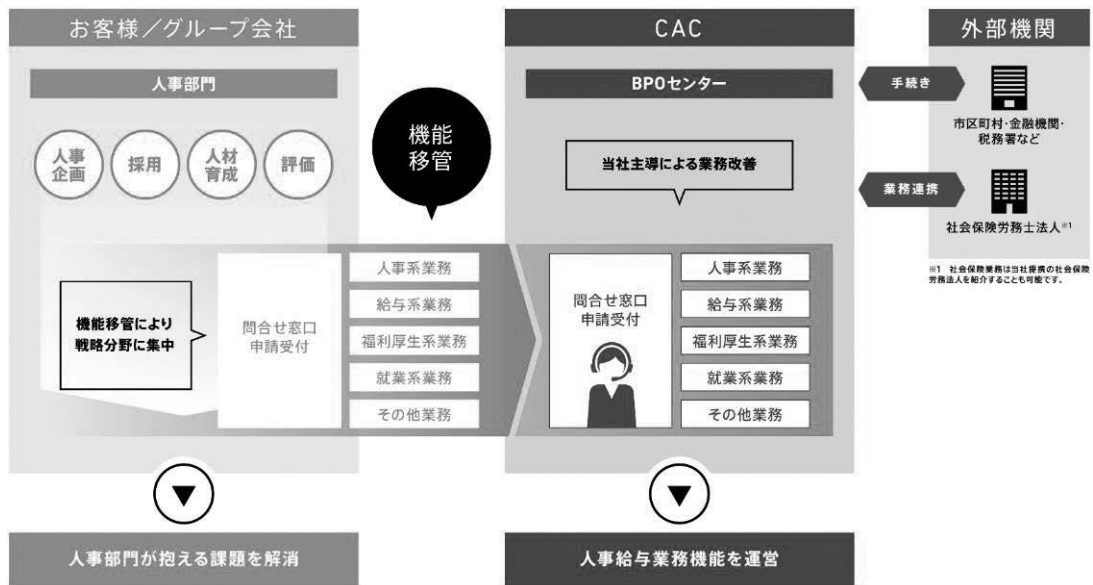 お客様／グループ会社
人事部門
人事
企画
採用
人材
育成
評価
機能移管により
戦略分野に集中
問合せ窓口
申請受付
人事系業務
給与系業務
福利厚生系業務
就業系業務
その他業務
人事部門が抱える課題を解消
機能
移管
CAC
BPOセンター
当社主導による業務改善
問合せ窓口
申請受付
人事系業務
給与系業務
福利厚生系業務
就業系業務
その他業務
人事給与業務機能を運営
手続き
業務連携
外部機関
市区町村・金融機関・
税務署など
社会保険労務士法人※1
※1 社会保険業務は当社提携の社会保険
労務法人を紹介することも可能です。